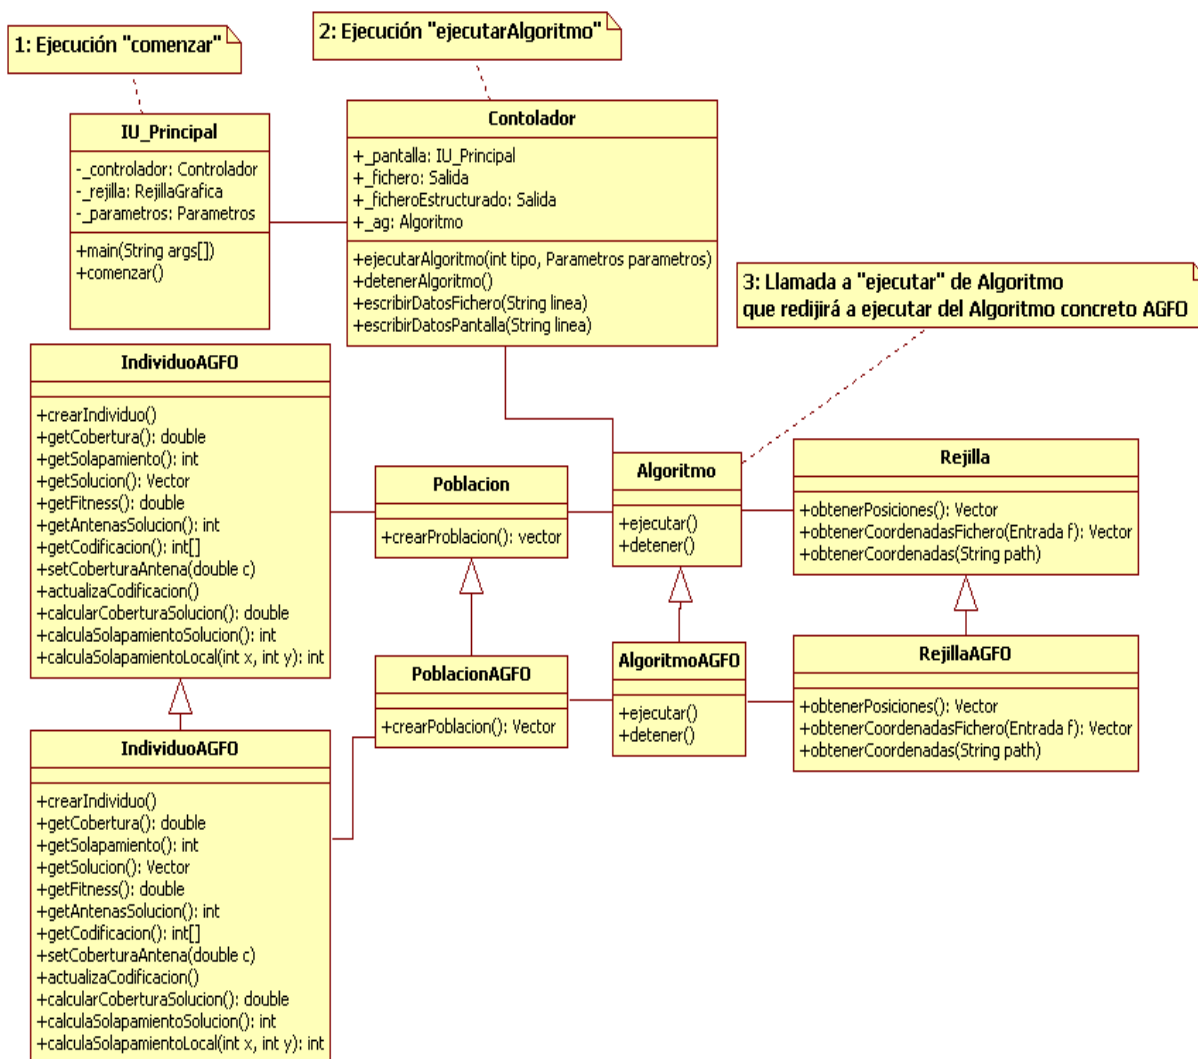 1: Ejecución "comenzar"
2: Ejecución "ejecutarAlgoritmo"
IU_Principal
-_controlador: Controlador
-_rejilla: RejillaGrafica
-_parametros: Parametros
+main(String args[])
+comenzar()
Contolador
+_pantalla: IU_Principal
+_fichero: Salida
+_ficheroEstructurado: Salida
+_ag: Algoritmo
+ejecutarAlgoritmo(int tipo, Parametros parametros)
+detenerAlgoritmo()
+escribirDatosFichero(String linea)
+escribirDatosPantalla(String linea)
3: Llamada a "ejecutar" de Algoritmo
que redijirá a ejecutar del Algoritmo concreto AGFO
IndividuoAGFO
+crearIndividuo()
+getCobertura(): double
+getSolapamiento(): int
+getSolucion(): Vector
+getFitness(): double
+getAntenasSolucion(): int
+getCodificacion(): int[]
+setCoberturaAntena(double c)
+actualizaCodificacion()
+calcularCoberturaSolucion(): double
+calculaSolapamientoSolucion(): int
+calculaSolapamientoLocal(int x, int y): int
Poblacion
+crearProblacion(): vector
Algoritmo
+ejecutar()
+detener()
Rejilla
+obtenerPosiciones(): Vector
+obtenerCoordenadasFichero(Entrada f): Vector
+obtenerCoordenadas(String path)
PoblacionAGFO
+crearPoblacion(): Vector
AlgoritmoAGFO
+ejecutar()
+detener()
RejillaAGFO
+obtenerPosiciones(): Vector
+obtenerCoordenadasFichero(Entrada f): Vector
+obtenerCoordenadas(String path)
IndividuoAGFO
+crearIndividuo()
+getCobertura(): double
+getSolapamiento(): int
+getSolucion(): Vector
+getFitness(): double
+getAntenasSolucion(): int
+getCodificacion(): int[]
+setCoberturaAntena(double c)
+actualizaCodificacion()
+calcularCoberturaSolucion(): double
+calculaSolapamientoSolucion(): int
+calculaSolapamientoLocal(int x, int y): int